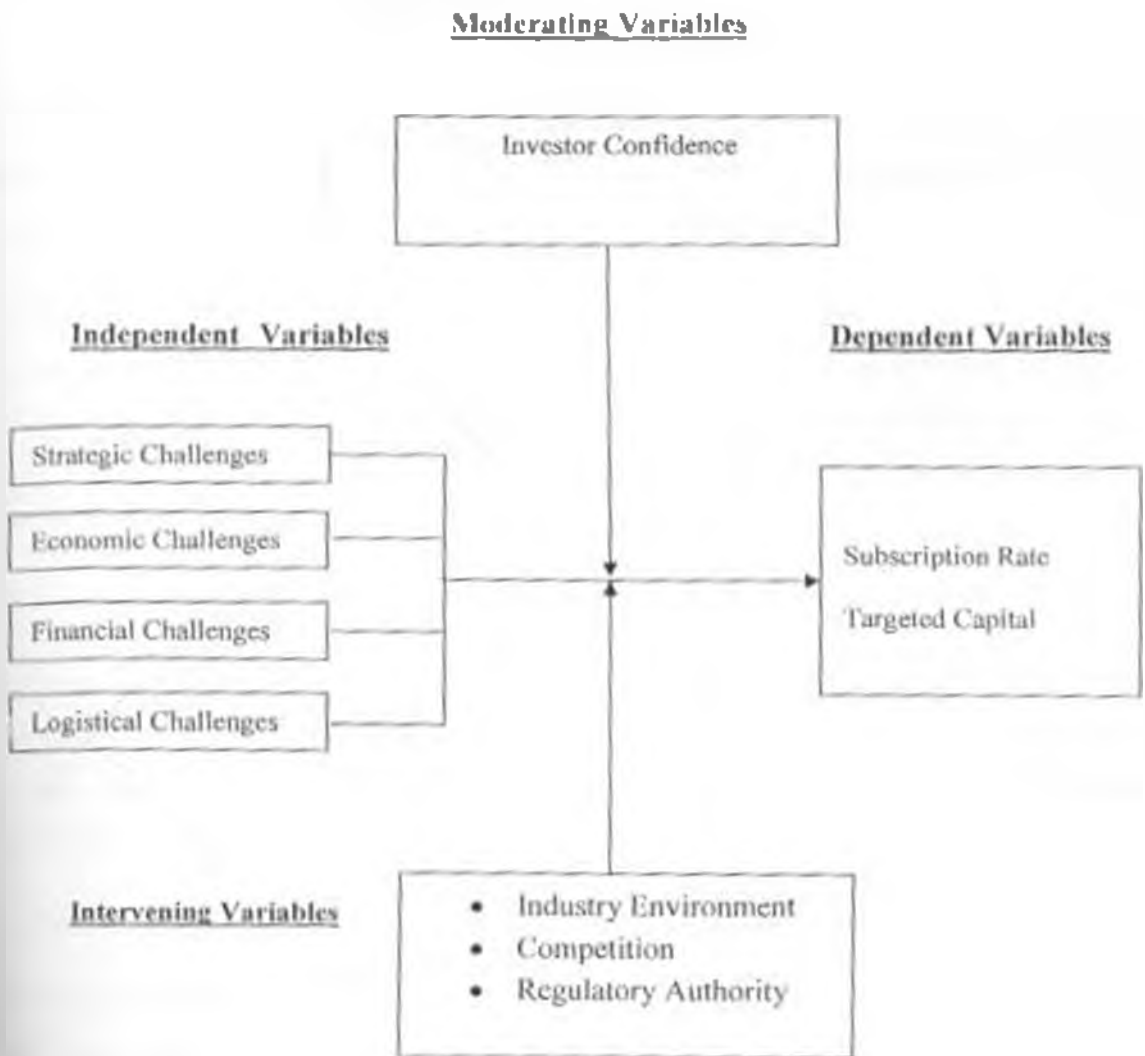 Moderating Variables
Investor Confidence
Independent Variables
Dependent Variables
Strategic Challenges
Economic Challenges
Financial Challenges
Logistical Challenges
Subscription Rate
Targeted Capital
Intervening Variables
• Industry Environment
• Competition
• Regulatory Authority